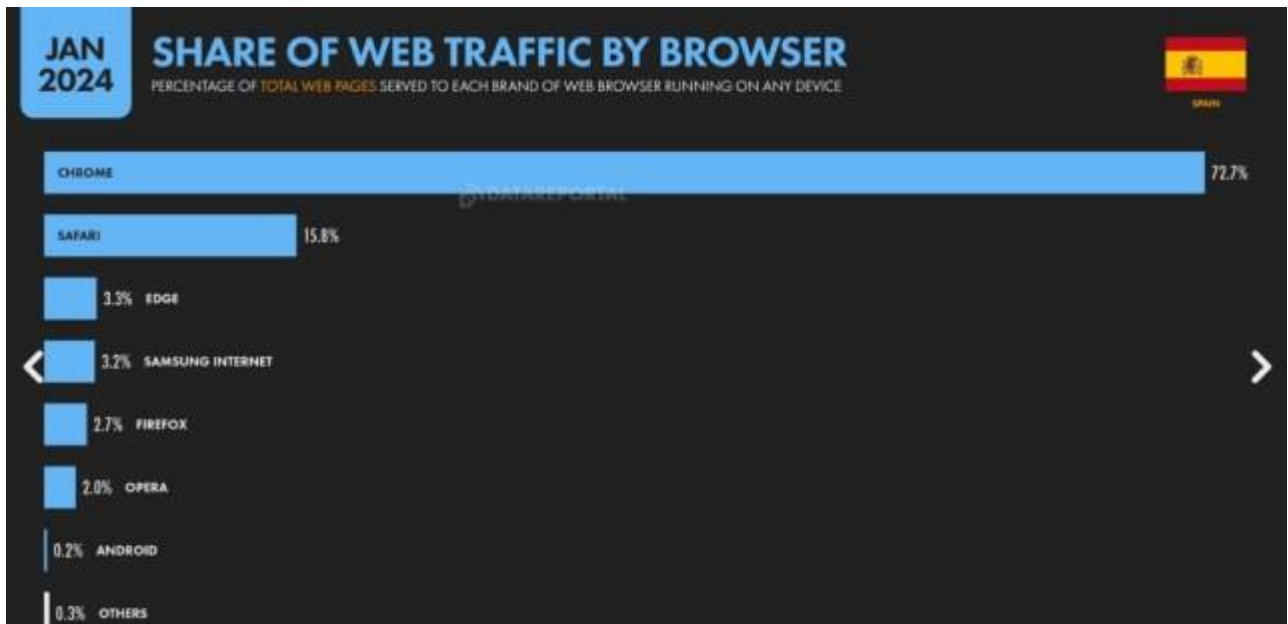 JAN
2024
SHARE OF WEB TRAFFIC BY BROWSER
PERCENTAGE OF TOTAL WEB PAGES SERVED TO EACH BRAND OF WEB BROWSER RUNNING ON ANY DEVICE
SPAIN
CHROME 72.7%
DATAREPORTAL
SAFARI 15.8%
3.3% EDGE
3.2% SAMSUNG INTERNET
2.7% FIREFOX
2.0% OPERA
0.2% ANDROID
0.3% OTHERS